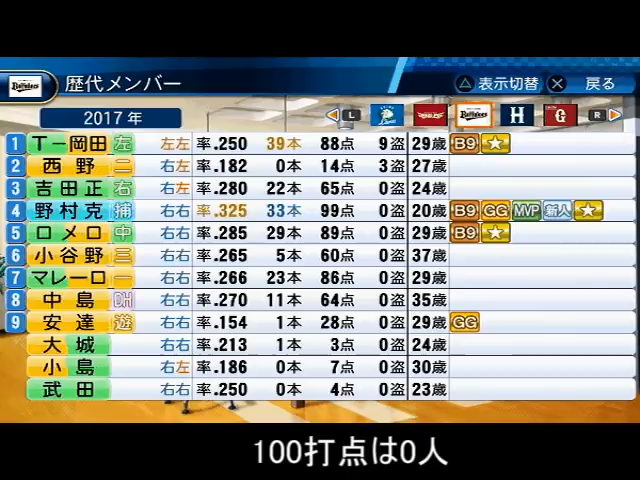 Buffaloes 歴代メンバー △ 表示切替 × 戻る
2017年 L Buffaloes H G R
1 T-岡田 左 左左 率.250 39本 88点 9盗 29歳 B9 ★
2 西野 二 右左 率.182 0本 14点 3盗 27歳
3 吉田正 右 右左 率.280 22本 65点 0盗 24歳
4 野村克 捕 右右 率.325 33本 99点 0盗 20歳 B9 GG MVP 新人 ★
5 ロメロ 中 右右 率.285 29本 89点 0盗 29歳 B9 ★
6 小谷野 三 右右 率.265 5本 60点 0盗 37歳
7 マレーロ 一 右右 率.266 23本 86点 0盗 29歳
8 中島 DH 右右 率.270 11本 64点 0盗 35歳
9 安達 遊 右右 率.154 1本 28点 0盗 29歳 GG
大城 右右 率.213 1本 3点 0盗 24歳
小島 右左 率.186 0本 7点 0盗 30歳
武田 右右 率.250 0本 4点 0盗 23歳
100打点は0人